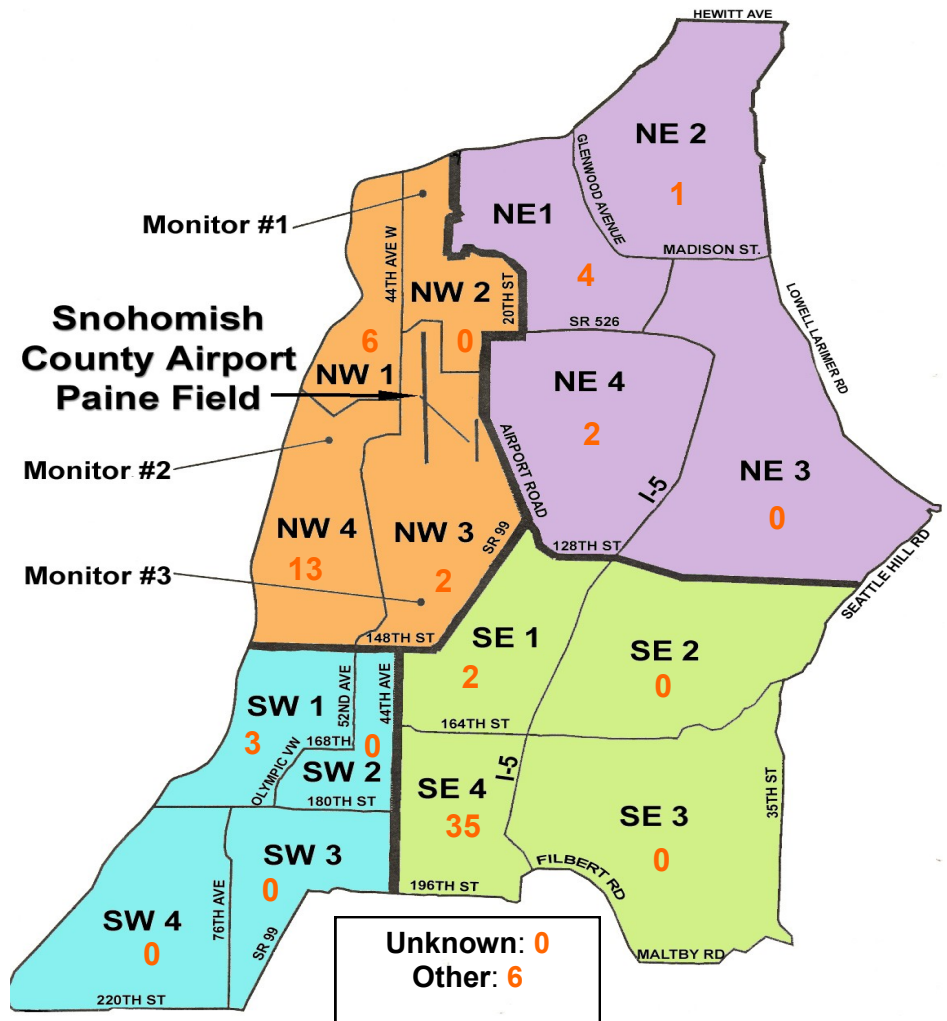 HEWITT AVE
NE 2
1
GLENWOOD AVENUE
MADISON ST.
NE1
4
SR 526
Monitor #1
44TH AVE W
NW 2
0
20TH ST
LOWELL LARIMER RD
Snohomish
County Airport
Paine Field
6
NW 1
NE 4
2
AIRPORT ROAD
I-5
NE 3
0
Monitor #2
NW 4
13
NW 3
2
SR 99
128TH ST
SEATTLE HILL RD
Monitor #3
148TH ST
SE 1
2
SE 2
0
SW 1
3
52ND AVE
44TH AVE
168TH
0
OLYMPIC VW
SW 2
180TH ST
164TH ST
I-5
SE 4
35
SE 3
0
35TH ST
SW 3
0
196TH ST
FILBERT RD
76TH AVE
SW 4
0
SR 99
MALTBY RD
220TH ST
Unknown: 0
Other: 6